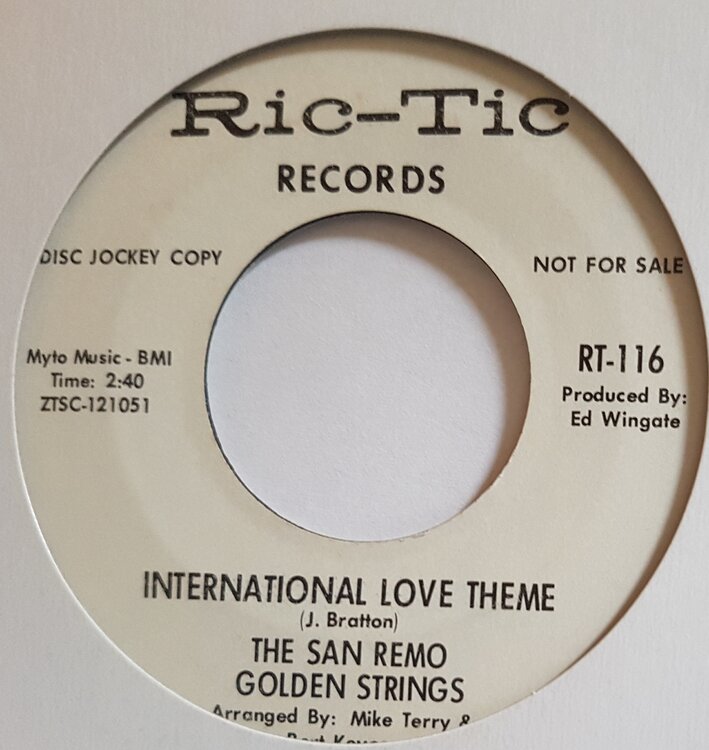 Ric-Tic
RECORDS
DISC JOCKEY COPY
NOT FOR SALE
Myto Music - BMI
Time: 2:40
ZTSC-121051
RT-116
Produced By:
Ed Wingate
INTERNATIONAL LOVE THEME
(J. Bratton)
THE SAN REMO
GOLDEN STRINGS
Arranged By: Mike Terry &